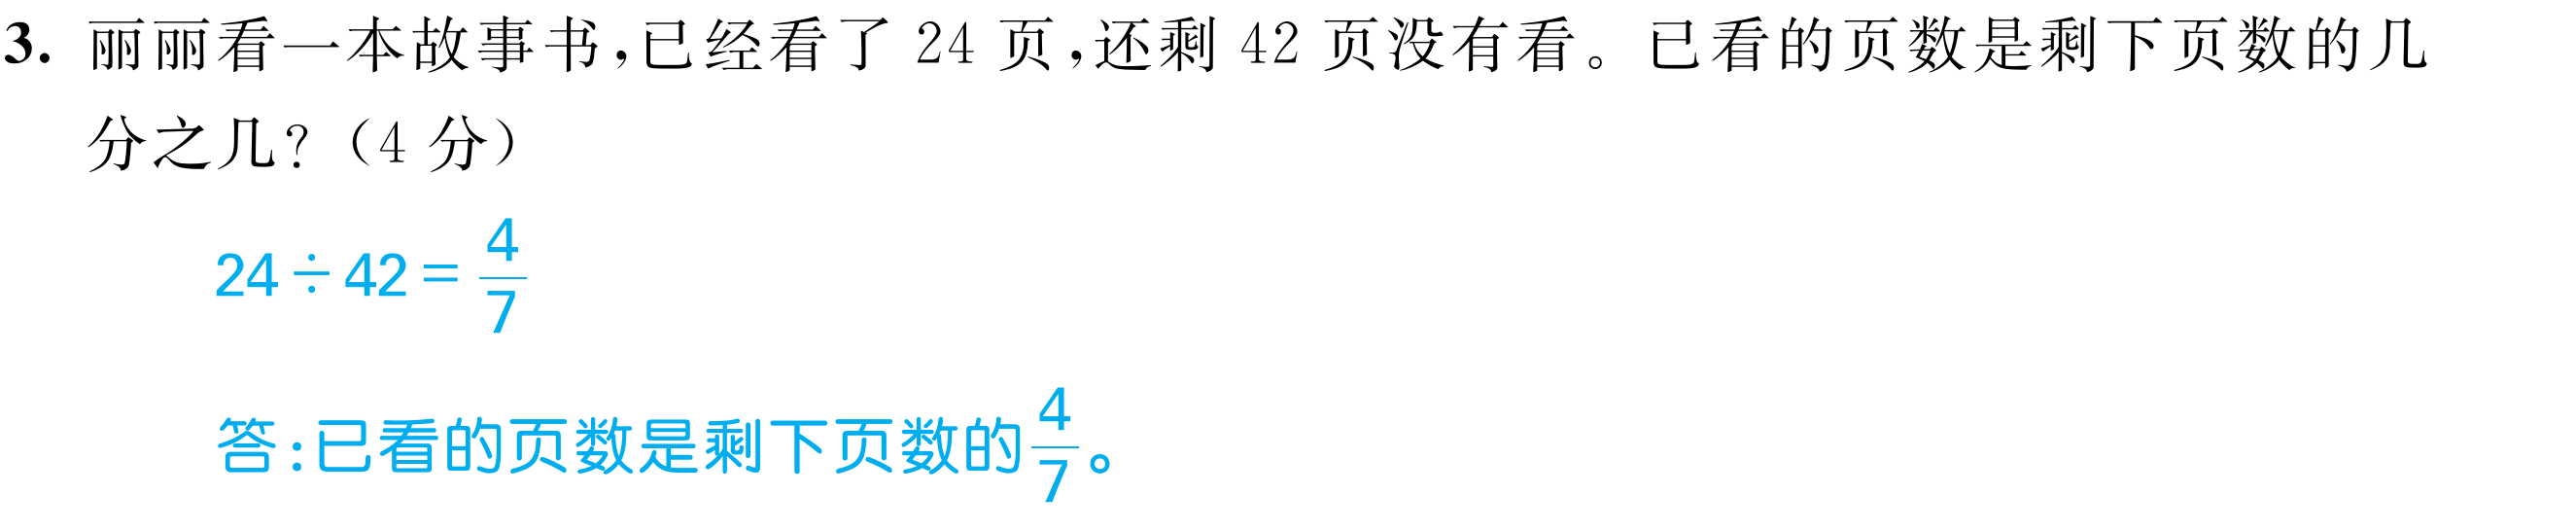 3. 丽丽看一本故事书,已经看了 24 页,还剩 42 页没有看。已看的页数是剩下页数的几
分之几?(4 分)
24÷42=4/7
答:已看的页数是剩下页数的4/7。